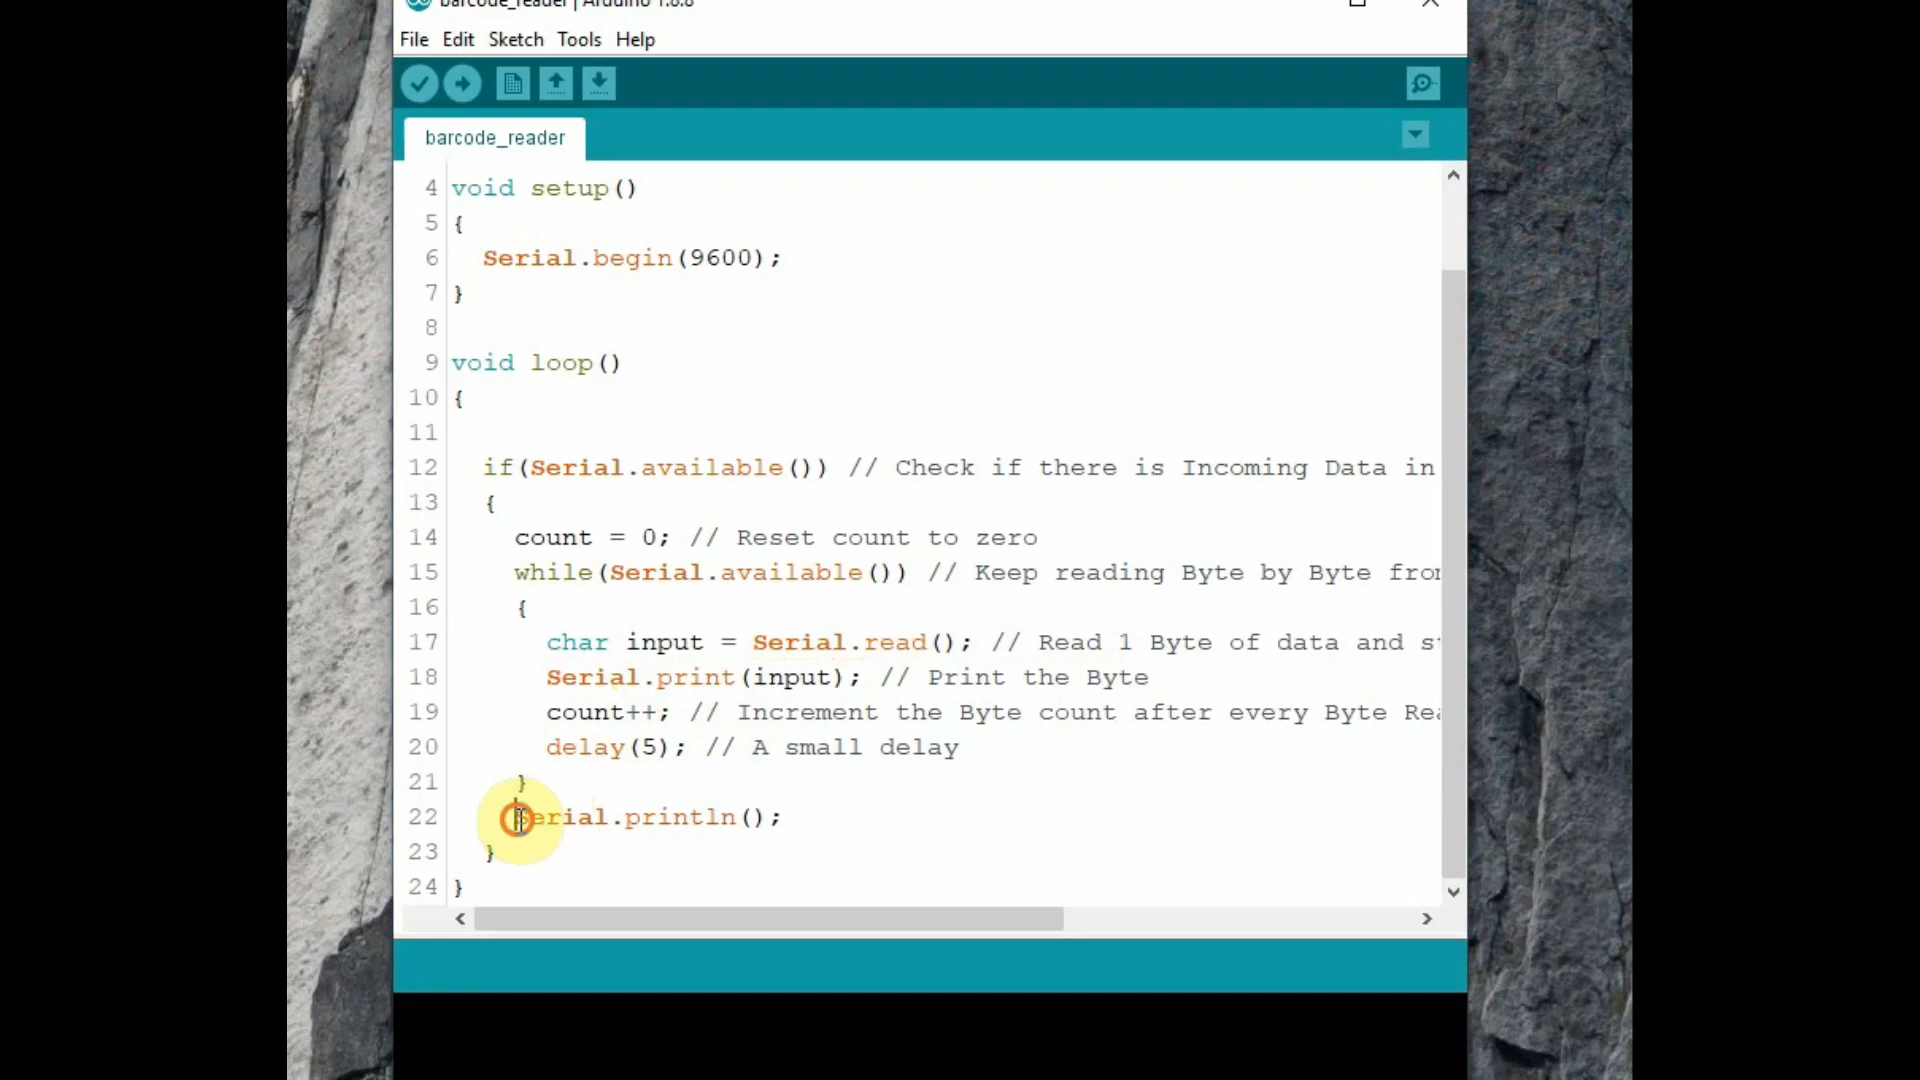 barcode_reader | Arduino 1.8.8
File Edit Sketch Tools Help
barcode_reader
4 void setup()
5 {
6 Serial.begin(9600);
7 }
8
9 void loop()
10 {
11
12 if(Serial.available()) // Check if there is Incoming Data in
13 {
14 count = 0; // Reset count to zero
15 while(Serial.available()) // Keep reading Byte by Byte from
16 {
17 char input = Serial.read(); // Read 1 Byte of data and
18 Serial.print(input); // Print the Byte
19 count++; // Increment the Byte count after every Byte
20 delay(5); // A small delay
21 }
22 Serial.println();
23 }
24 }